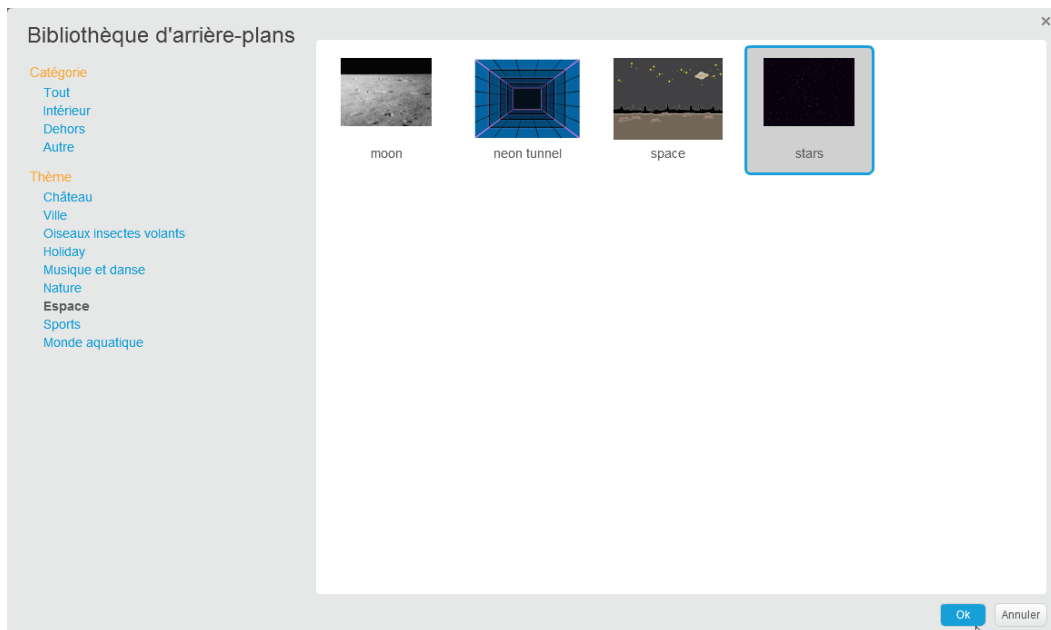 Bibliothèque d'arrière-plans
×
Catégorie
Tout
Intérieur
Dehors
Autre
Thème
Château
Ville
Oiseaux insectes volants
Holiday
Musique et danse
Nature
Espace
Sports
Monde aquatique
moon
neon tunnel
space
stars
Ok
Annuler